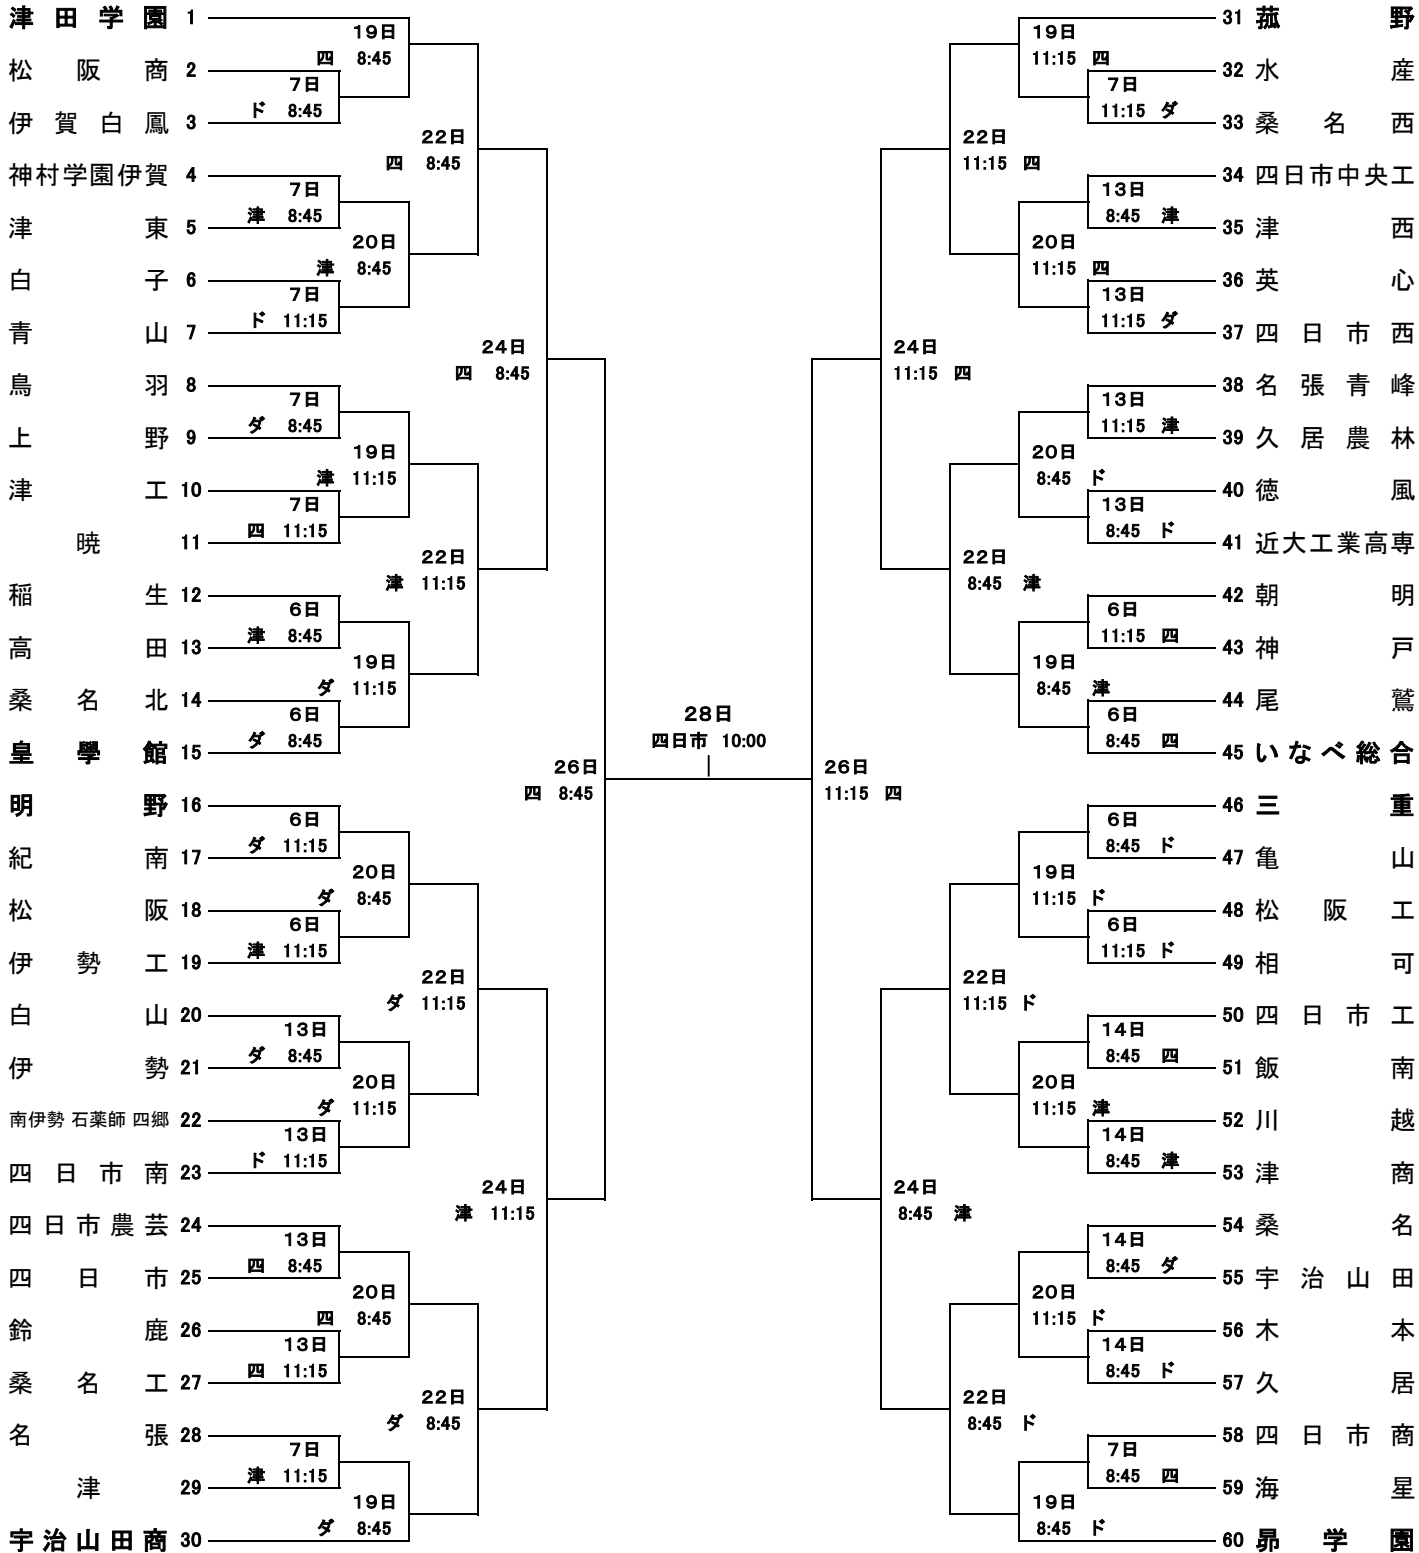 津田学園 1
19日
四 8:45
松阪商 2
7日
ド 8:45
伊賀白鳳 3
22日
四 8:45
神村学園伊賀 4
7日
津 8:45
津東 5
20日
津 8:45
白子 6
7日
ド 11:15
青山 7
24日
四 8:45
鳥羽 8
7日
ダ 8:45
上野 9
19日
津 11:15
津工 10
7日
四 11:15
暁 11
22日
津 11:15
稲生 12
6日
津 8:45
高田 13
19日
ダ 11:15
桑名北 14
6日
ダ 8:45
皇學館 15
26日
四 8:45
明野 16
6日
ダ 11:15
紀南 17
20日
ダ 8:45
松阪 18
6日
津 11:15
伊勢工 19
22日
ダ 11:15
白山 20
13日
ダ 8:45
伊勢 21
20日
ダ 11:15
南伊勢 石薬師 四郷 22
13日
ド 11:15
四日市南 23
24日
津 11:15
四日市農芸 24
13日
四 8:45
四日市 25
20日
四 8:45
鈴鹿 26
13日
四 11:15
桑名工 27
22日
ダ 8:45
名張 28
7日
津 11:15
津 29
19日
ダ 8:45
宇治山田商 30
28日
四日市 10:00
31 菰野
19日
11:15 四
32 水産
7日
11:15 ダ
33 桑名西
22日
11:15 四
34 四日市中央工
13日
8:45 津
35 津西
20日
11:15 四
36 英心
13日
11:15 ダ
37 四日市西
24日
11:15 四
38 名張青峰
13日
11:15 津
39 久居農林
20日
8:45 ド
40 徳風
13日
8:45 ド
41 近大工業高専
22日
8:45 津
42 朝明
6日
11:15 四
43 神戸
19日
8:45 津
44 尾鷲
6日
8:45 四
45 いなべ総合
26日
11:15 四
46 三重
6日
8:45 ド
47 亀山
19日
11:15 ド
48 松阪工
6日
11:15 ド
49 相可
22日
11:15 ド
50 四日市工
14日
8:45 四
51 飯南
20日
11:15 津
52 川越
14日
8:45 津
53 津商
24日
8:45 津
54 桑名
14日
8:45 ダ
55 宇治山田
20日
11:15 ド
56 木本
14日
8:45 ド
57 久居
22日
8:45 ド
58 四日市商
7日
8:45 四
59 海星
19日
8:45 ド
60 昴学園